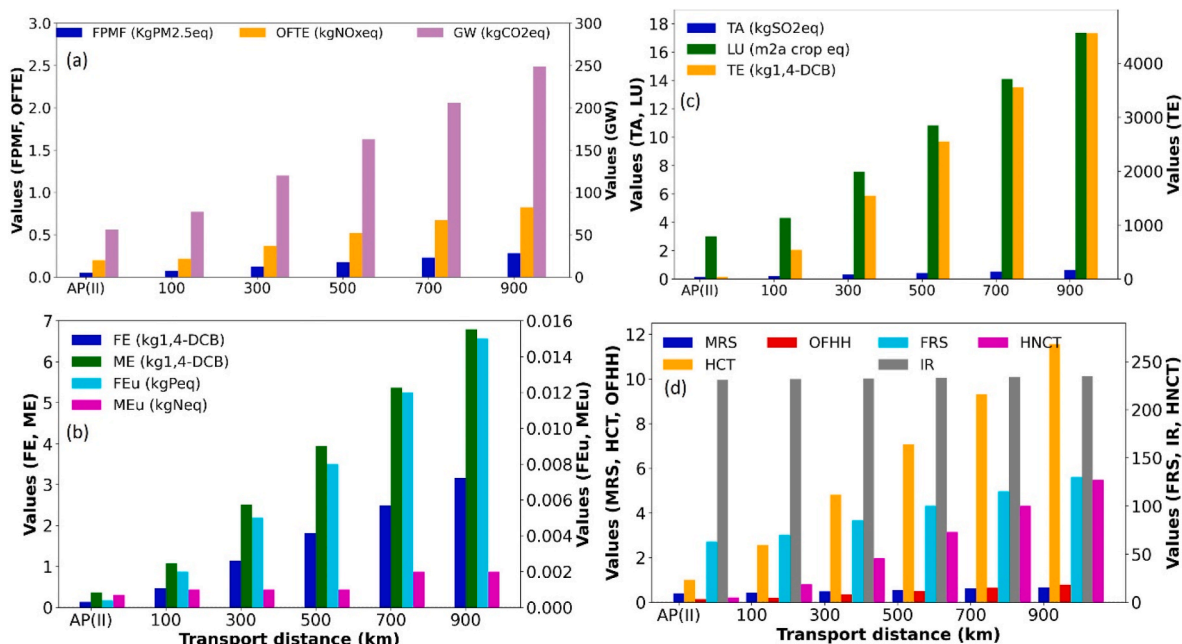 FPMF (KgPM2.5eq) OFTE (kgNOxeq) GW (kgCO2eq)
(a)
Values (FPMF, OFTE)
3.0
2.5
2.0
1.5
1.0
0.5
0.0
300
250
200
150
100
50
0
Values (GW)
AP(II) 100 300 500 700 900
TA (kgSO2eq)
LU (m2a crop eq)
TE (kg1,4-DCB)
(c)
Values (TA, LU)
18
16
14
12
10
8
6
4
2
0
4000
3000
2000
1000
0
Values (TE)
AP(II) 100 300 500 700 900
FE (kg1,4-DCB)
ME (kg1,4-DCB)
FEu (kgPeq)
MEu (kgNeq)
(b)
Values (FE, ME)
7
6
5
4
3
2
1
0
0.016
0.014
0.012
0.010
0.008
0.006
0.004
0.002
0.000
Values (FEu, MEu)
AP(II) 100 300 500 700 900
Transport distance (km)
MRS OFHH FRS HNCT
HCT IR
(d)
Values (MRS, HCT, OFHH)
12
10
8
6
4
2
0
250
200
150
100
50
0
Values (FRS, IR, HNCT)
AP(II) 100 300 500 700 900
Transport distance (km)